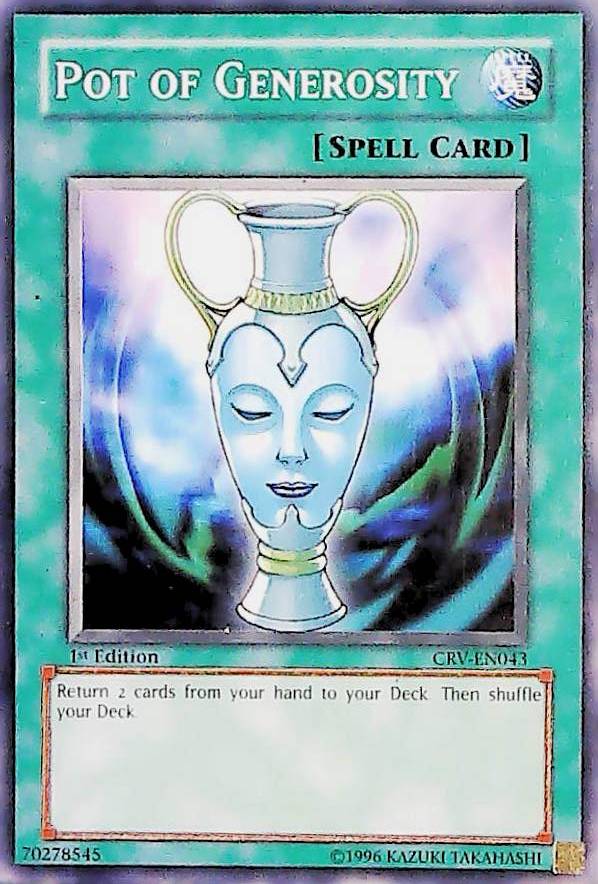 POT OF GENEROSITY 魔
[SPELL CARD]
1st Edition CRV-EN043
Return 2 cards from your hand to your Deck. Then shuffle
your Deck.
70278545 ©1996 KAZUKI TAKAHASHI